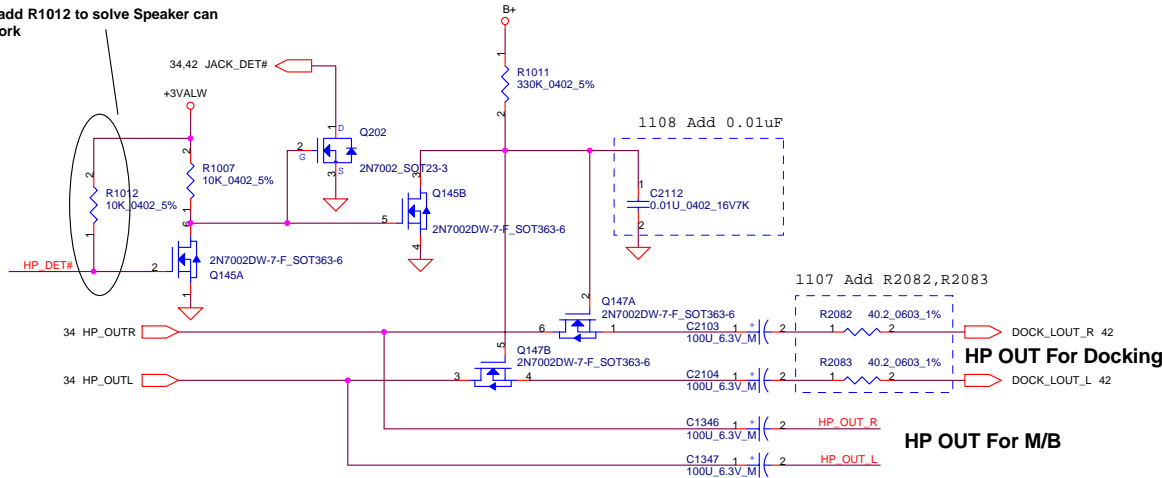 add R1012 to solve Speaker can
ork
B+
34,42 JACK_DET#
+3VALW
1
R1011
330K_0402_5%
2
1108 Add 0.01uF
1
D
Q202
2
G
S
3
2N7002_SOT23-3
2
R1007
10K_0402_5%
1
2
R1012
10K_0402_5%
1
3
Q145B
5
2N7002DW-7-F_SOT363-6
4
1
C2112
0.01U_0402_16V7K
2
6
HP_DET#
2
2N7002DW-7-F_SOT363-6
Q145A
1
1107 Add R2082,R2083
2
Q147A
2N7002DW-7-F_SOT363-6
34 HP_OUTR
6
1
C2103
1
+
2
100U_6.3V_M
R2082
40.2_0603_1%
1
2
DOCK_LOUT_R 42
HP OUT For Docking
5
Q147B
2N7002DW-7-F_SOT363-6
34 HP_OUTL
3
4
C2104
1
+
2
100U_6.3V_M
R2083
40.2_0603_1%
1
2
DOCK_LOUT_L 42
C1346
1
+
2
100U_6.3V_M
HP_OUT_R
HP OUT For M/B
C1347
1
+
2
100U_6.3V_M
HP_OUT_L